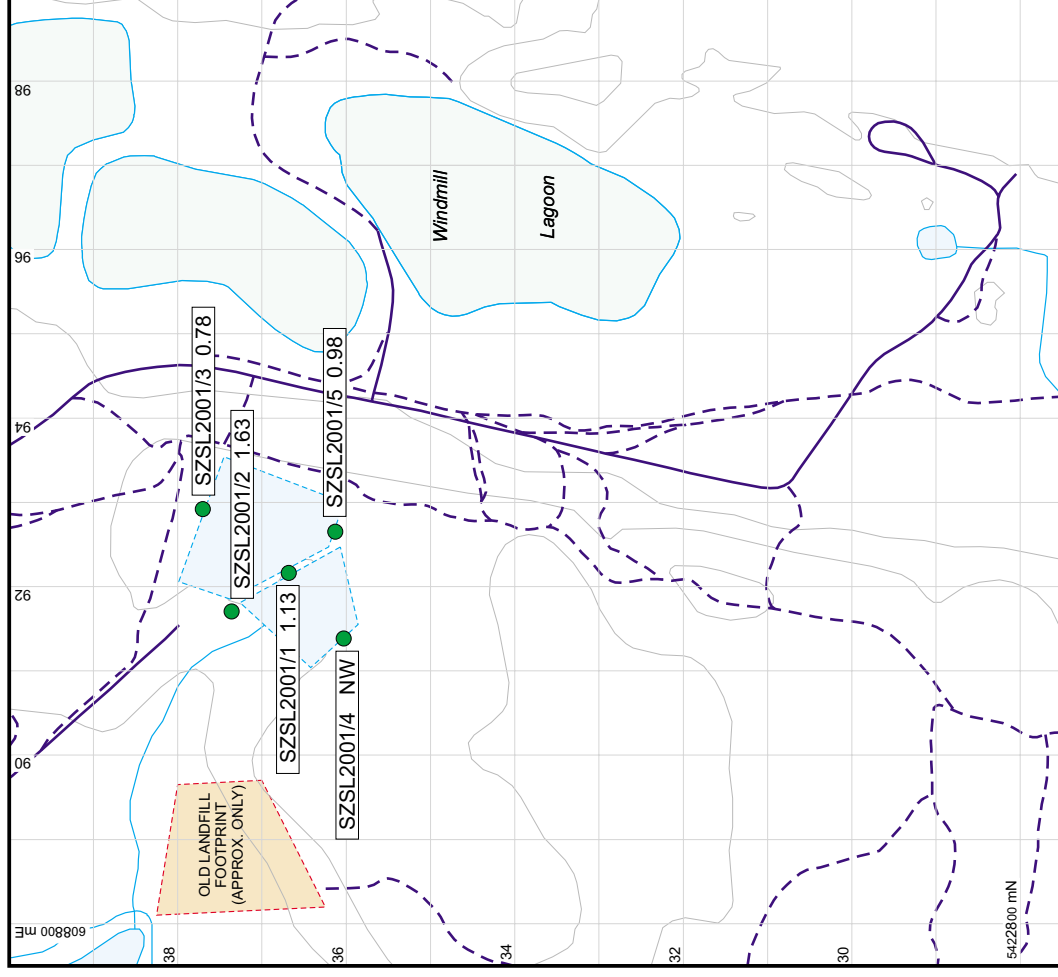 98
96
94
92
90
608800 mE
38
36
34
32
30
5422800 mN
Windmill
Lagoon
SZSL2001/3 0.78
SZSL2001/2 1.63
SZSL2001/5 0.98
SZSL2001/1 1.13
SZSL2001/4 NW
OLD LANDFILL
FOOTPRINT
(APPROX. ONLY)